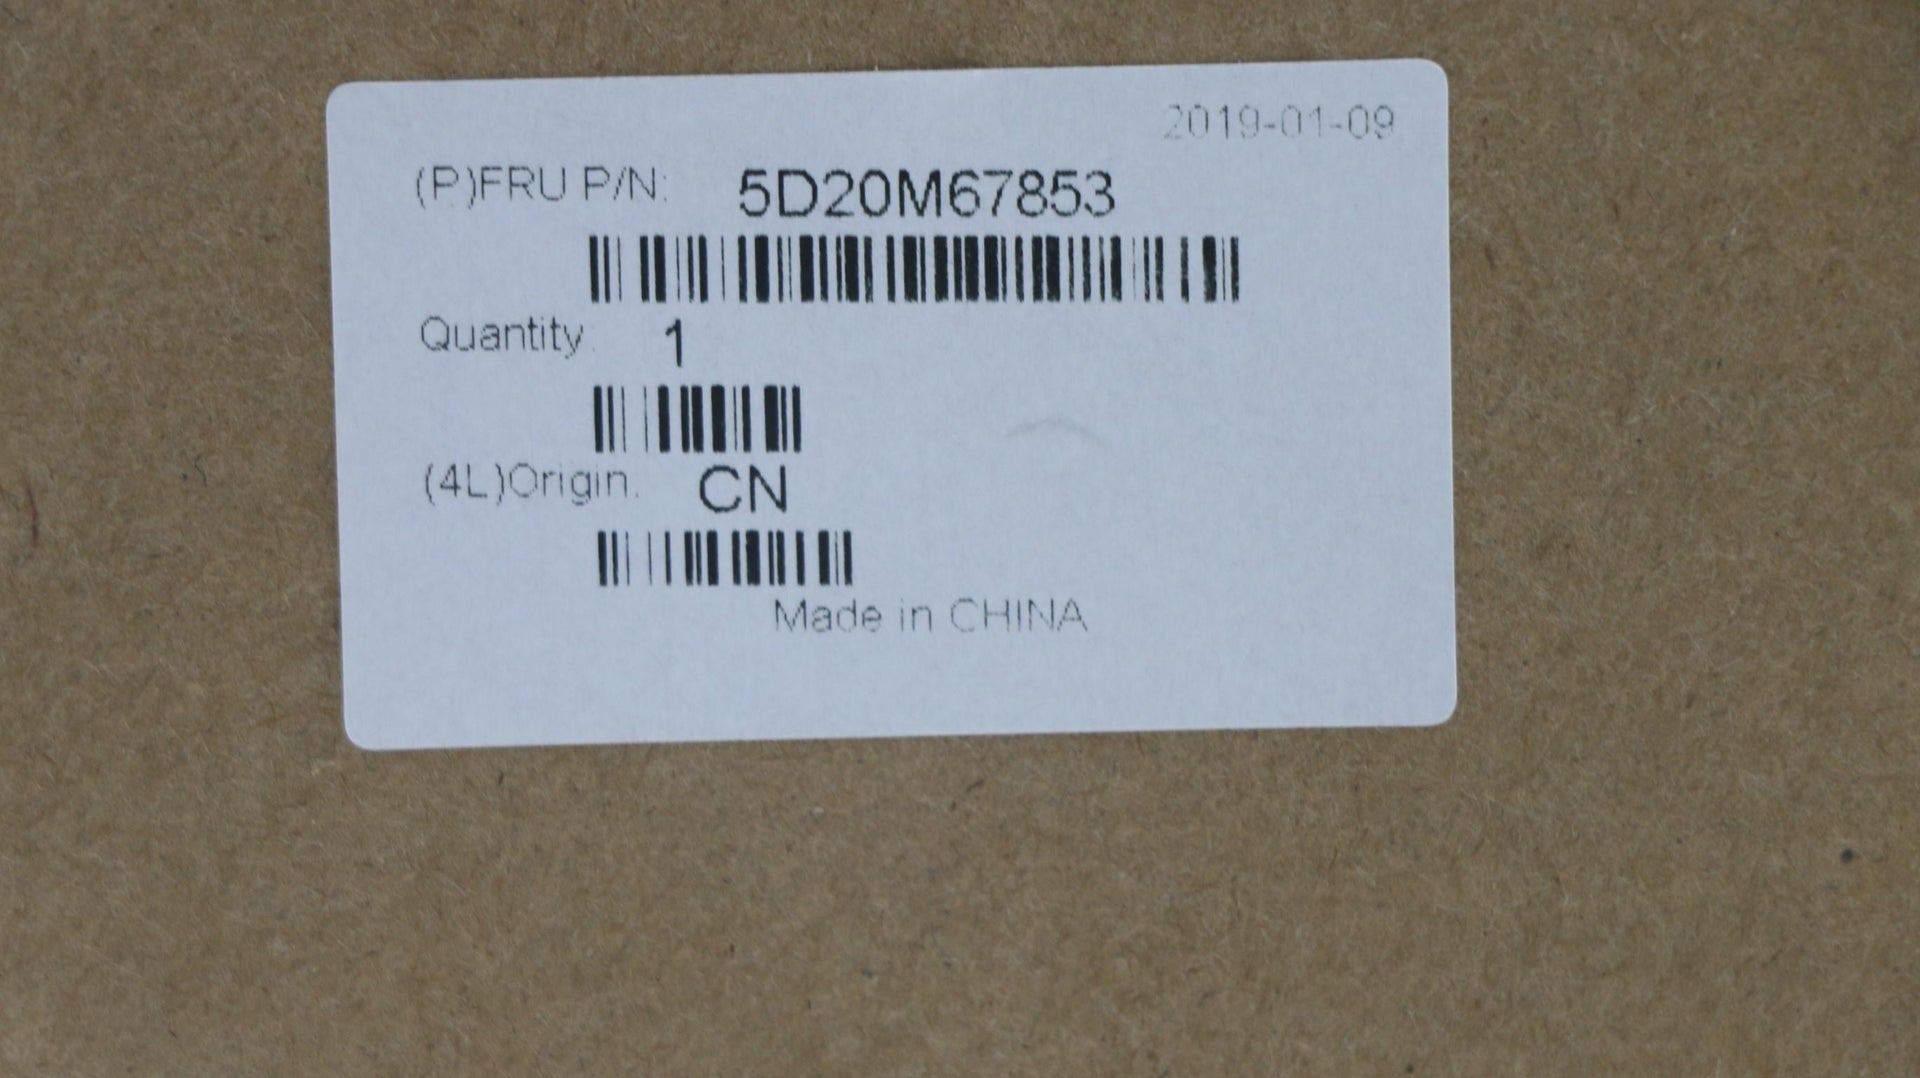 2019-01-09
(P)FRU P/N: 5D20M67853
Quantity: 1
(4L)Origin: CN
Made in CHINA